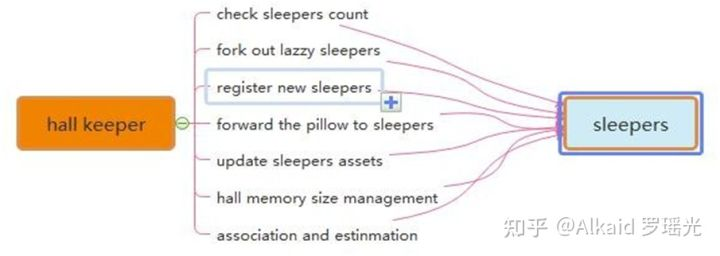 check sleepers count
fork out lazzy sleepers
register new sleepers
hall keeper
forward the pillow to sleepers
sleepers
update sleepers assets
hall memory size management
association and estinmation
知乎 @Alkaid 罗瑶光